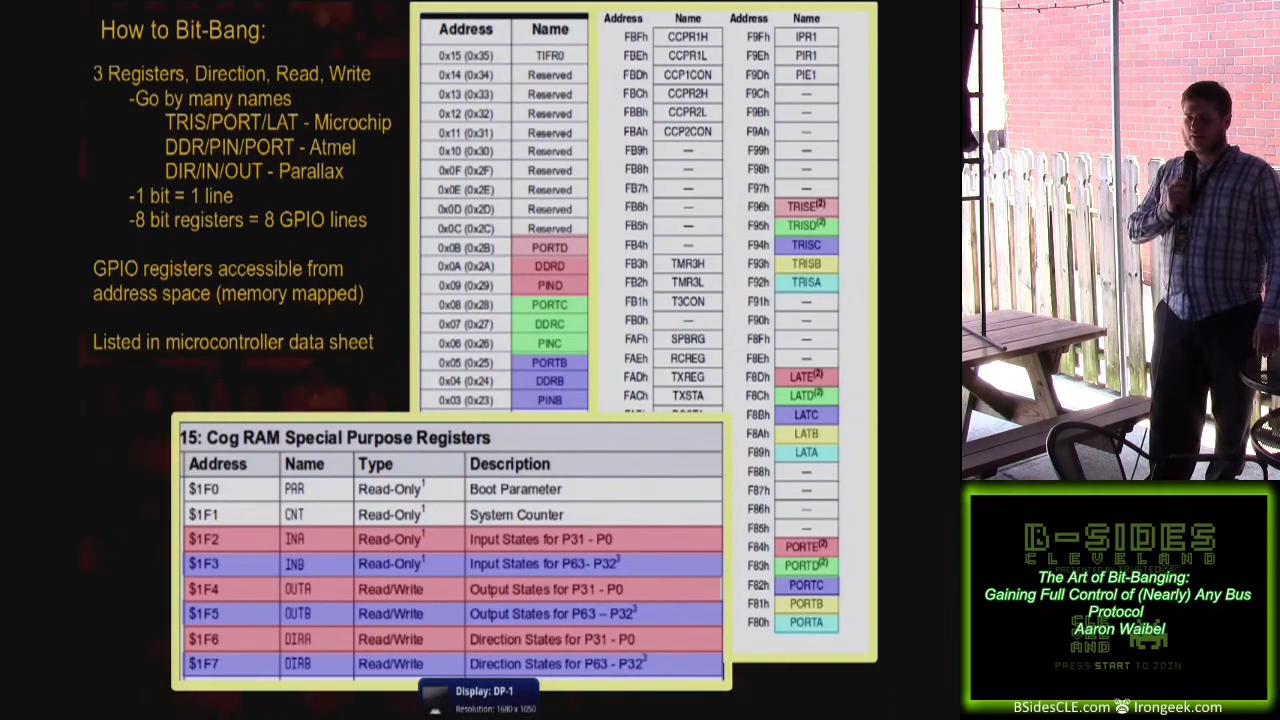 How to Bit-Bang:
3 Registers, Direction, Read, Write
-Go by many names
TRIS/PORT/LAT - Microchip
DDR/PIN/PORT - Atmel
DIR/IN/OUT - Parallax
-1 bit = 1 line
-8 bit registers = 8 GPIO lines
GPIO registers accessible from
address space (memory mapped)
Listed in microcontroller data sheet
Address Name
0x15 (0x35) TIFR0
0x14 (0x34) Reserved
0x13 (0x33) Reserved
0x12 (0x32) Reserved
0x11 (0x31) Reserved
0x10 (0x30) Reserved
0x0F (0x2F) Reserved
0x0E (0x2E) Reserved
0x0D (0x2D) Reserved
0x0C (0x2C) Reserved
0x0B (0x2B) PORTD
0x0A (0x2A) DDRD
0x09 (0x29) PIND
0x08 (0x28) PORTC
0x07 (0x27) DDRC
0x06 (0x26) PINC
0x05 (0x25) PORTB
0x04 (0x24) DDRB
0x03 (0x23) PINB
Address Name Address Name
FBFh CCPR1H F9Fh IPR1
FBEh CCPR1L F9Eh PIR1
FBDh CCP1CON F9Dh PIE1
FBCh CCPR2H F9Ch —
FBBh CCPR2L F9Bh —
FBAh CCP2CON F9Ah —
FB9h — F99h —
FB8h — F98h —
FB7h — F97h —
FB6h — F96h TRISE(2)
FB5h — F95h TRISD(2)
FB4h — F94h TRISC
FB3h TMR3H F93h TRISB
FB2h TMR3L F92h TRISA
FB1h T3CON F91h —
FB0h — F90h —
FAFh SPBRG F8Fh —
FAEh RCREG F8Eh —
FADh TXREG F8Dh LATE(2)
FACh TXSTA F8Ch LATD(2)
F8Bh LATC
F8Ah LATB
F89h LATA
F88h —
F87h —
F86h —
F85h —
F84h PORTE(2)
F83h PORTD(2)
F82h PORTC
F81h PORTB
F80h PORTA
15: Cog RAM Special Purpose Registers
Address Name Type Description
$1F0 PAR Read-Only1 Boot Parameter
$1F1 CNT Read-Only1 System Counter
$1F2 INA Read-Only1 Input States for P31 - P0
$1F3 INB Read-Only1 Input States for P63- P323
$1F4 OUTA Read/Write Output States for P31 - P0
$1F5 OUTB Read/Write Output States for P63 – P323
$1F6 DIRA Read/Write Direction States for P31 - P0
$1F7 DIRB Read/Write Direction States for P63 - P323
Display: DP-1
Resolution: 1680 x 1050
B-SIDES
CLEVELAND
The Art of Bit-Banging:
Gaining Full Control of (Nearly) Any Bus
Protocol
Aaron Waibel
PRESS START TO JOIN
BSidesCLE.com Irongeek.com